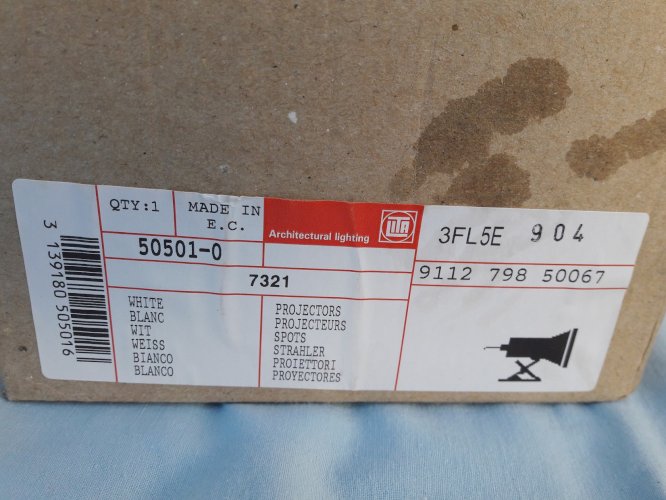 3 139180 505016
QTY:1
MADE IN
E.C.
Architectural lighting
LITA
3FL5E 904
50501-0
9112 798 50067
7321
WHITE
BLANC
WIT
WEISS
BIANCO
BLANCO
PROJECTORS
PROJECTEURS
SPOTS
STRAHLER
PROIETTORI
PROYECTORES